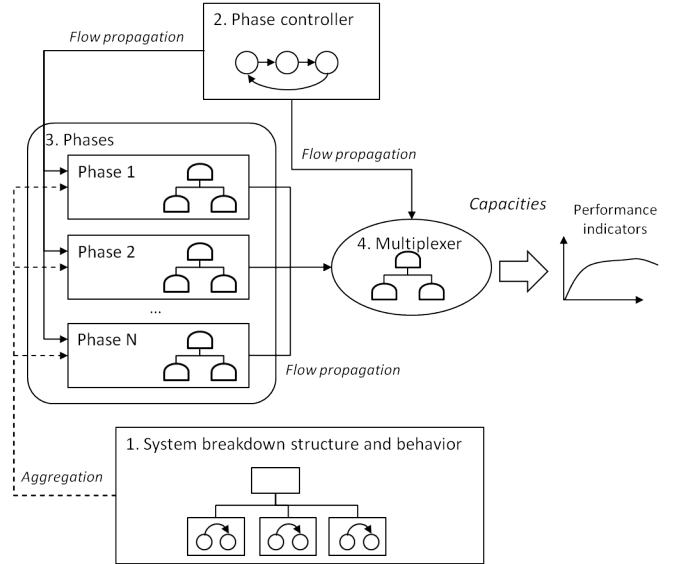 2. Phase controller
Flow propagation
3. Phases
Phase 1
Flow propagation
Capacities
Performance
indicators
Phase 2
4. Multiplexer
...
Phase N
Flow propagation
1. System breakdown structure and behavior
Aggregation